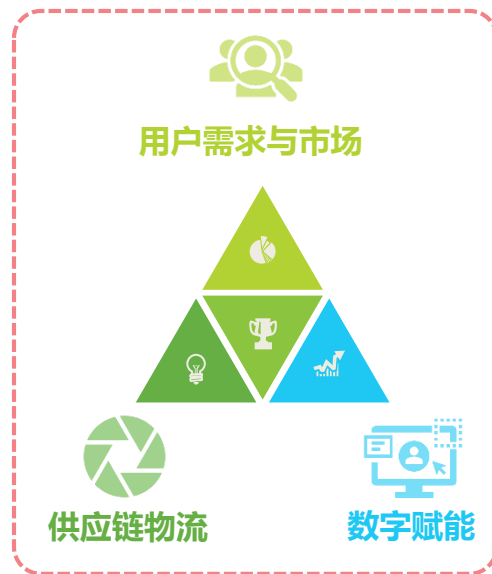 用户需求与市场
供应链物流
数字赋能